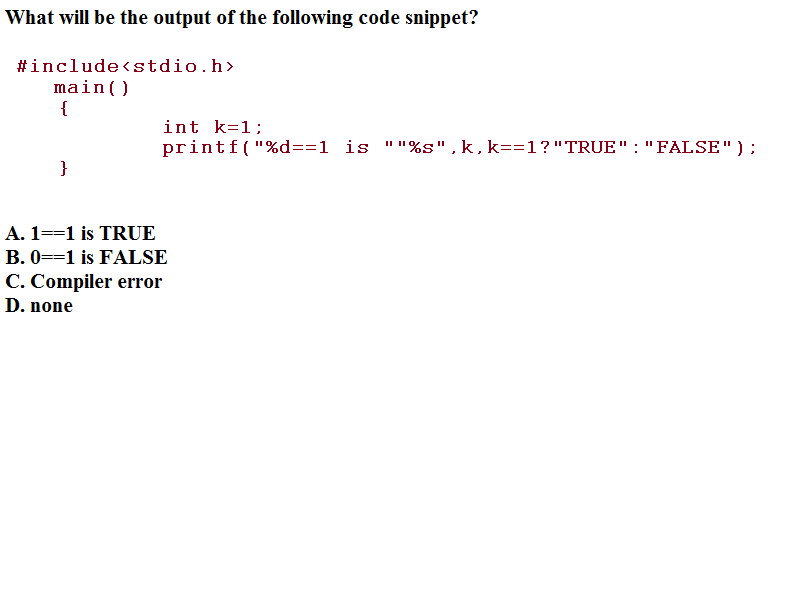 What will be the output of the following code snippet?
#include<stdio.h>
main()
{
int k=1;
printf("%d==1 is ""%s",k,k==1?"TRUE":"FALSE");
}
A. 1==1 is TRUE
B. 0==1 is FALSE
C. Compiler error
D. none